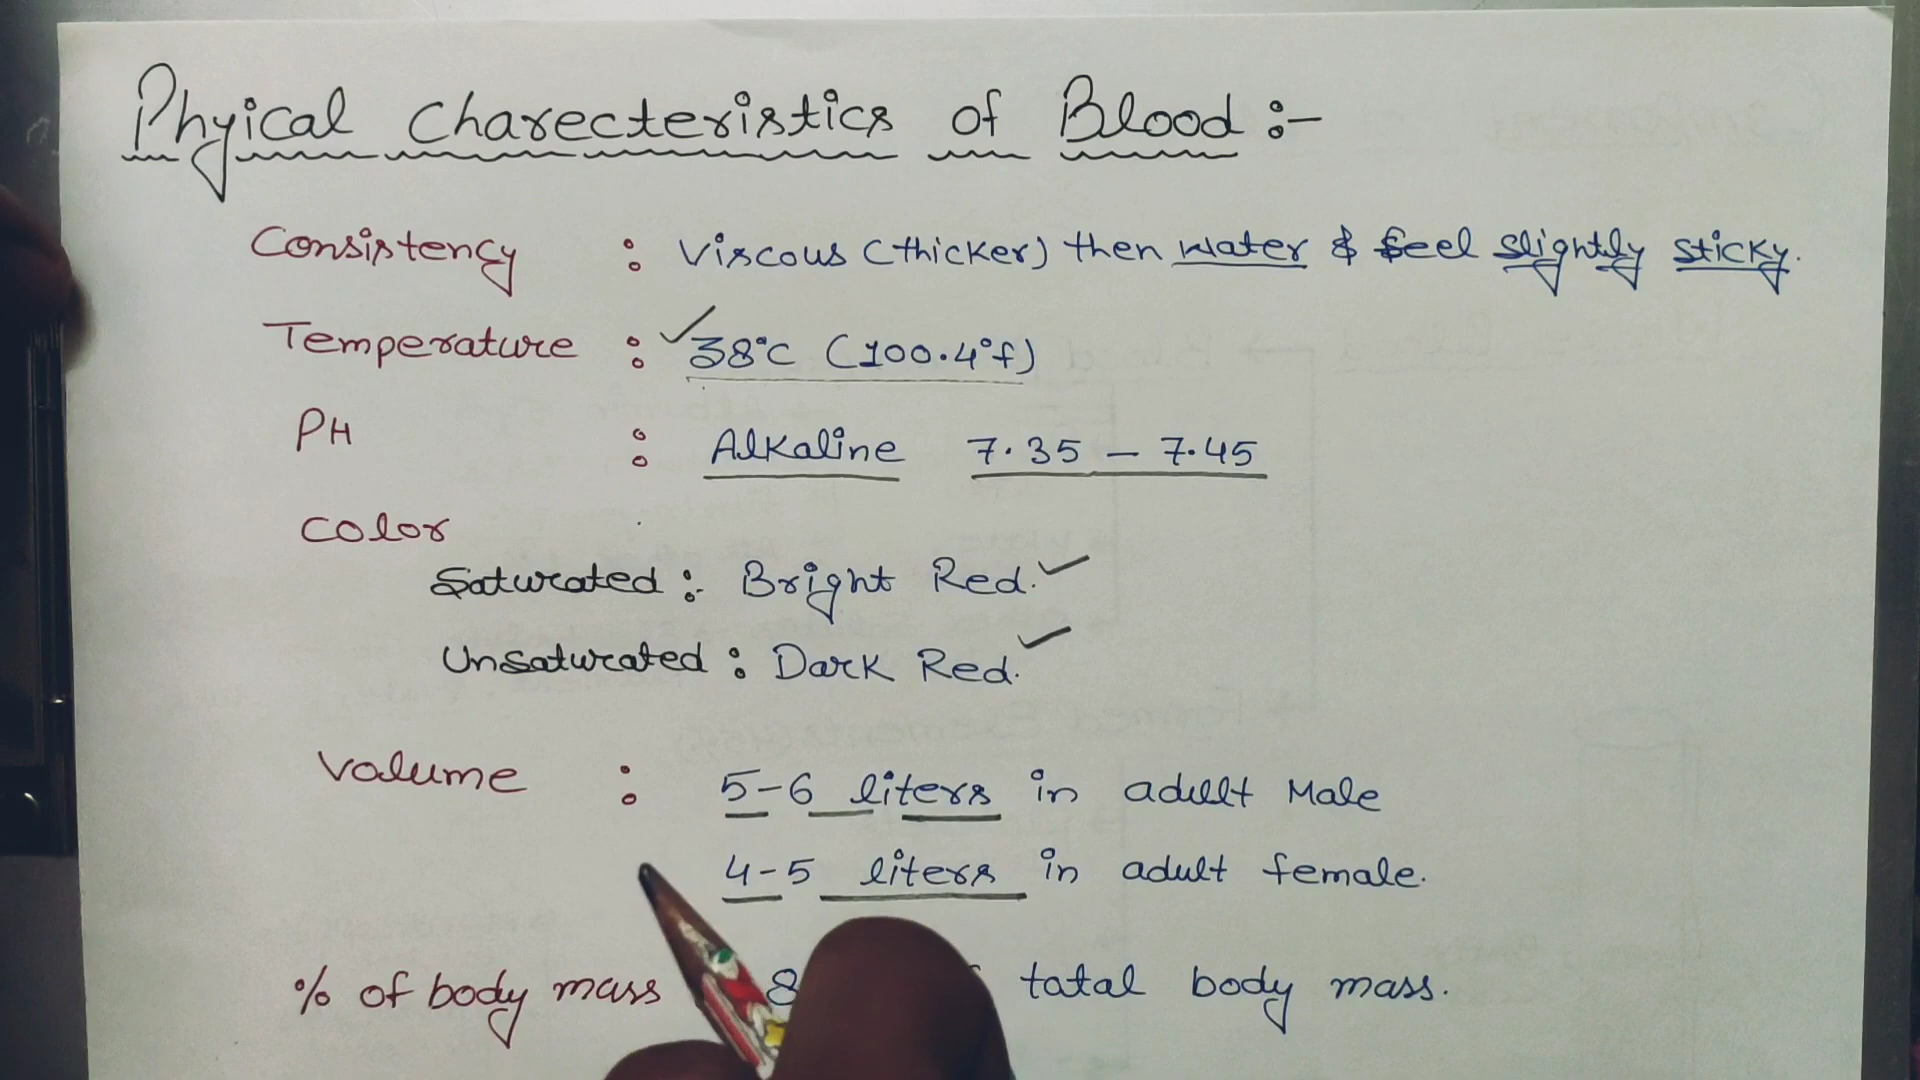 Phyical charecteristics of Blood :-
Consistency : Viscous (thicker) then water & feel slightly sticky.
Temperature : 38°C (100.4°f)
PH : Alkaline 7.35 – 7.45
Color
Saturated :- Bright Red.
Unsaturated : Dark Red.
Volume : 5-6 liters in adult Male
4-5 liters in adult female.
% of body mass 8 tatal body mass.